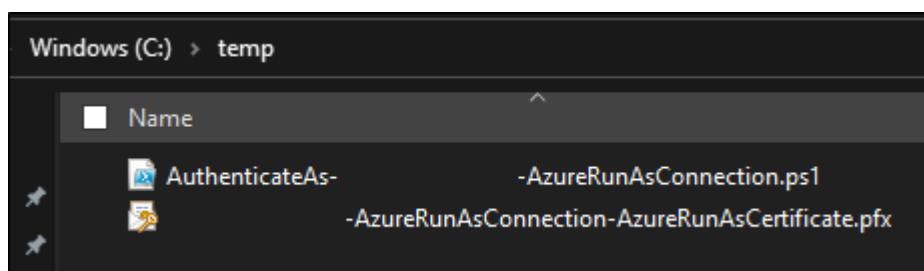 Windows (C:) > temp
Name
AuthenticateAs- -AzureRunAsConnection.ps1
-AzureRunAsConnection-AzureRunAsCertificate.pfx